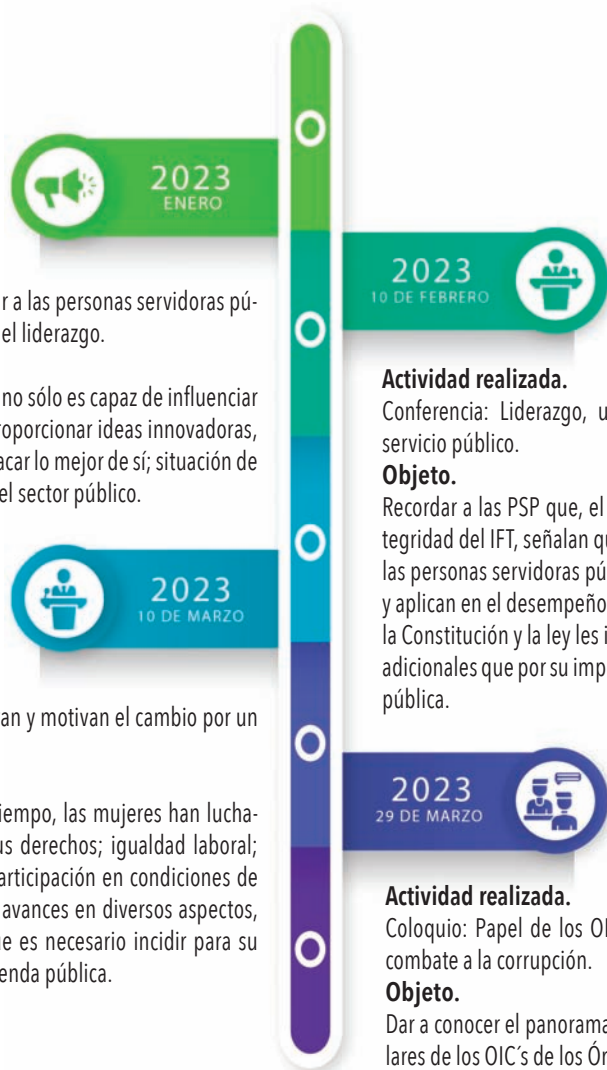 2023
ENERO
r a las personas servidoras pú-
el liderazgo.
no sólo es capaz de influenciar
roporcionar ideas innovadoras,
acar lo mejor de sí; situación de
el sector público.
2023
10 DE FEBRERO
Actividad realizada.
Conferencia: Liderazgo, u
servicio público.
Objeto.
Recordar a las PSP que, el
tegridad del IFT, señalan qu
las personas servidoras pú
y aplican en el desempeño
la Constitución y la ley les i
adicionales que por su imp
pública.
2023
10 DE MARZO
an y motivan el cambio por un
tiempo, las mujeres han lucha-
us derechos; igualdad laboral;
articipación en condiciones de
avances en diversos aspectos,
ue es necesario incidir para su
enda pública.
2023
29 DE MARZO
Actividad realizada.
Coloquio: Papel de los OI
combate a la corrupción.
Objeto.
Dar a conocer el panorama
lares de los OIC´s de los Ór